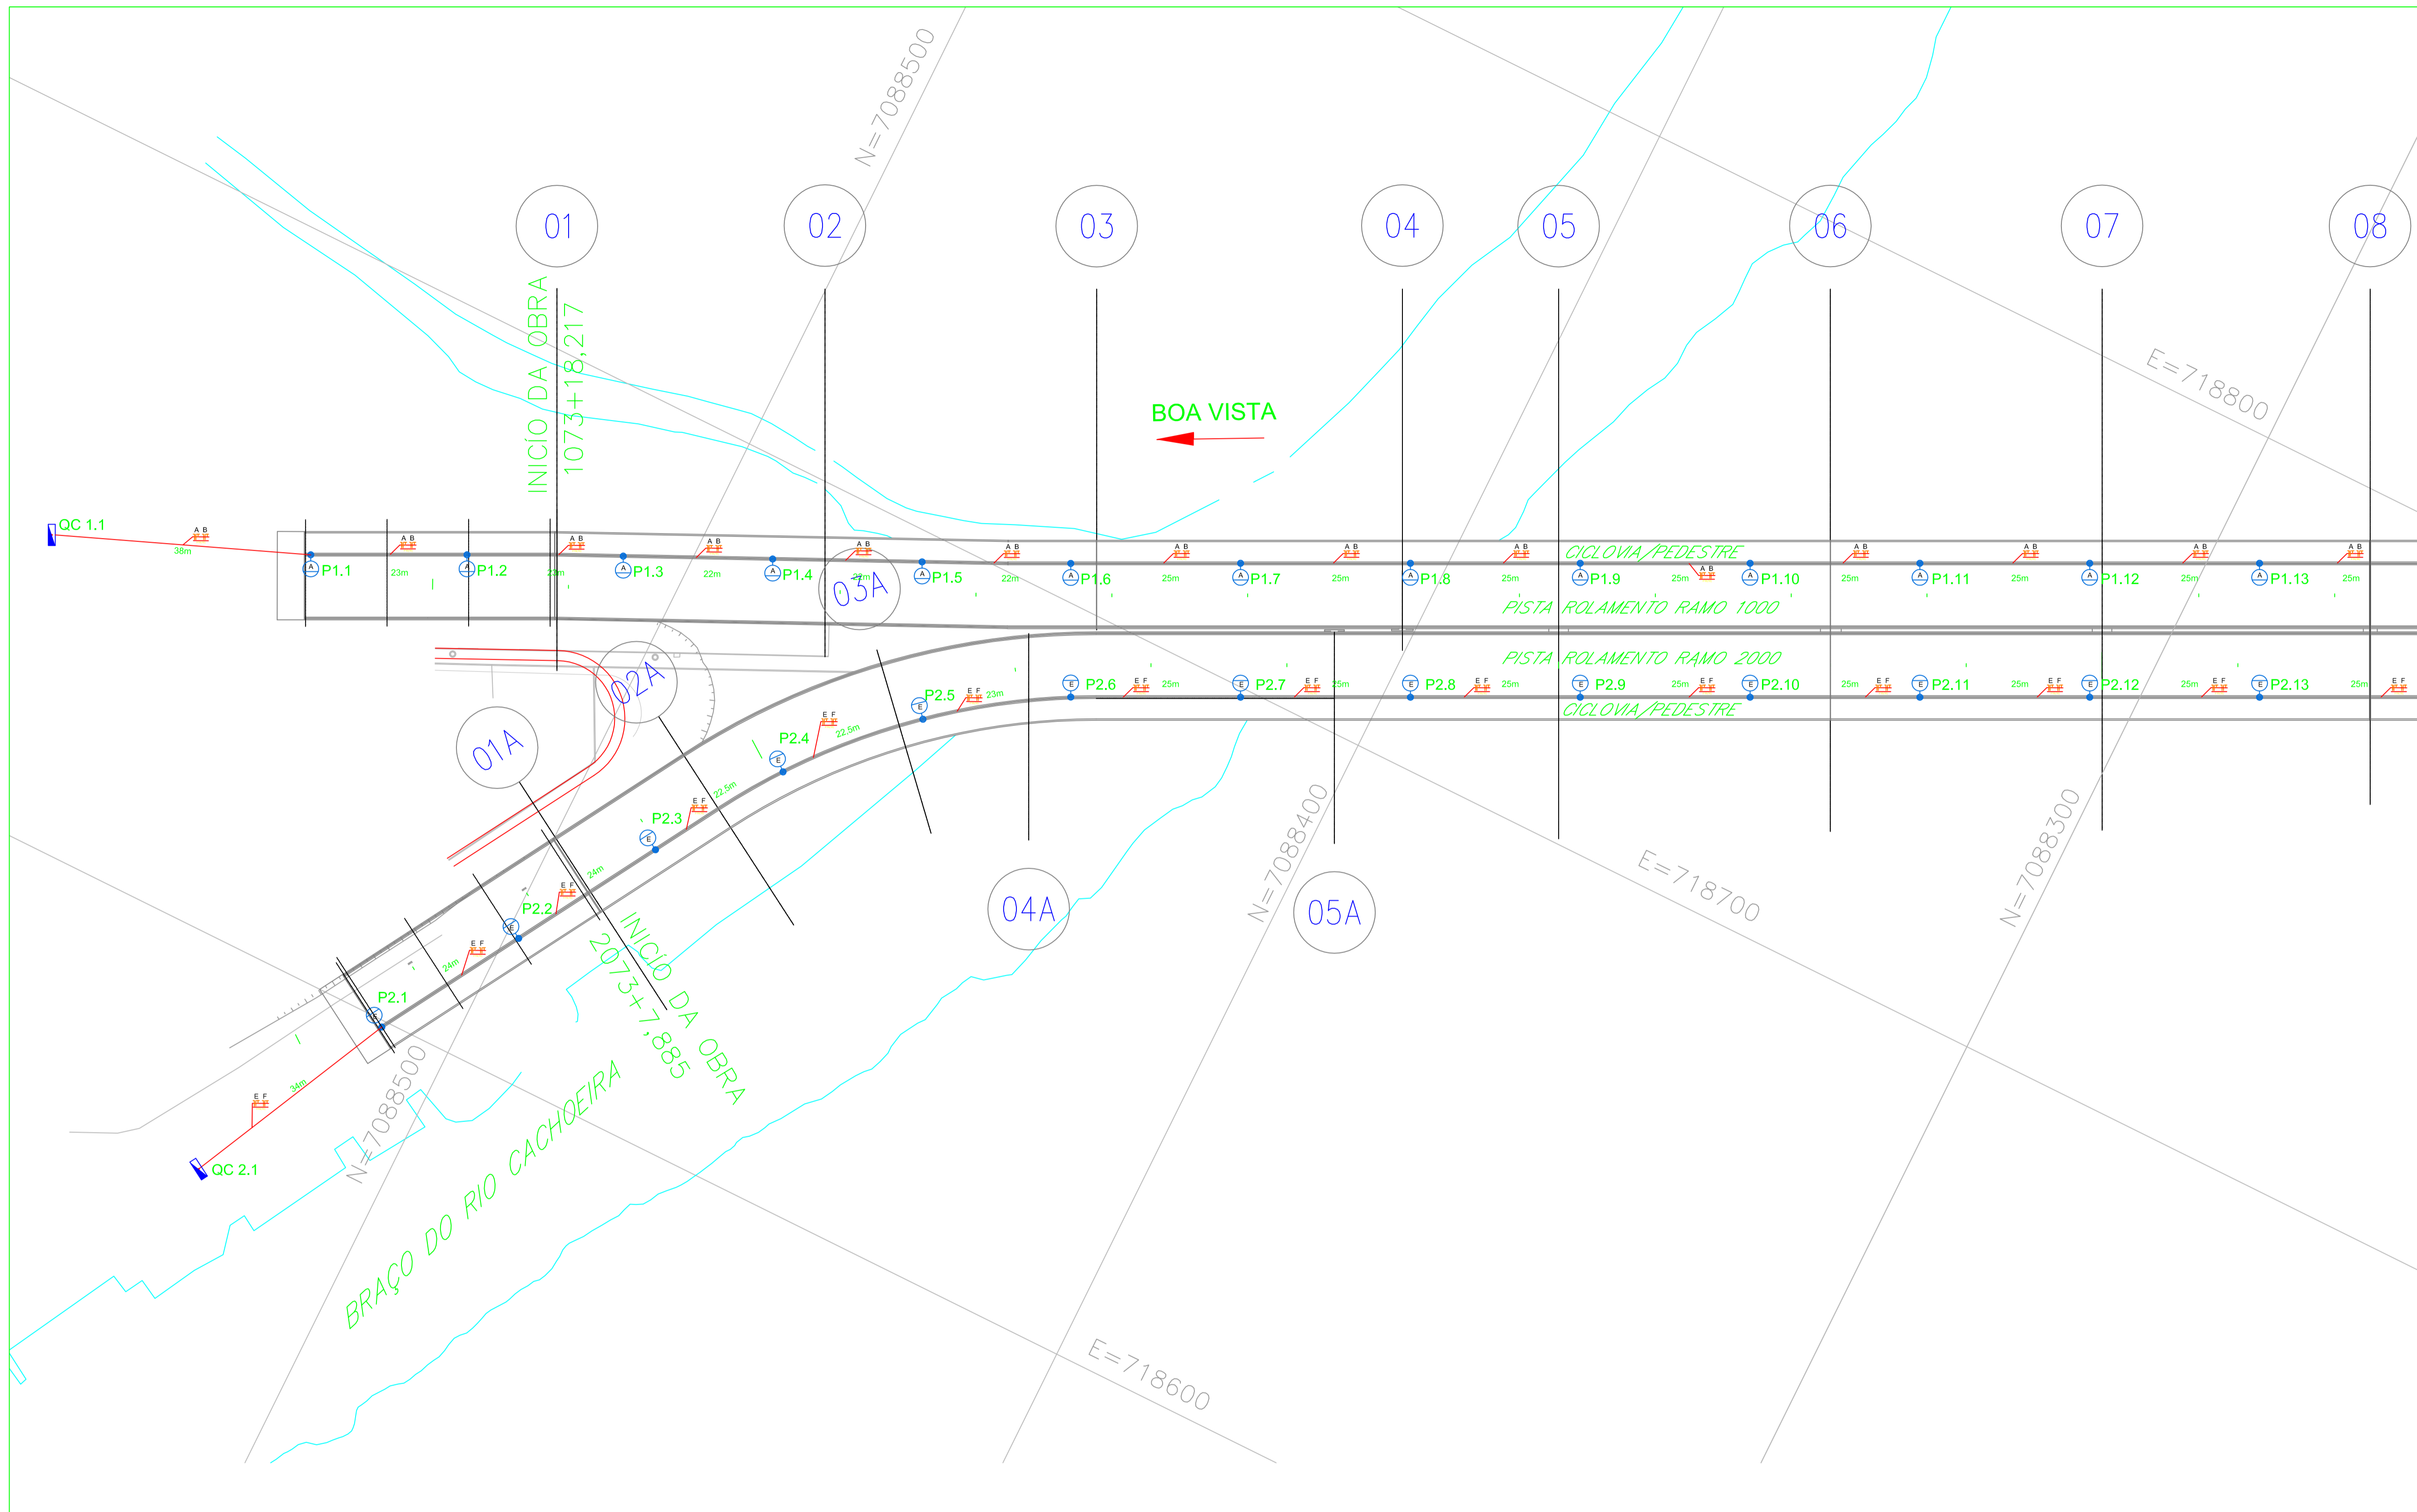 N=7088500
01
02
03
04
05
06
07
08
INICÍO DA OBRA
1073+18,217
E=718800
BOA VISTA
QC 1.1
38m
A B
A B
A B
A B
A B
A B
A B
A B
A B
A B
A B
A B
A B
A B
CICLOVIA/PEDESTRE
A P1.1
23m
A P1.2
A P1.3
22m
A P1.4
03A
A P1.5
22m
A P1.6
25m
A P1.7
25m
A P1.8
25m
A P1.9
25m
A P1.10
25m
A P1.11
25m
A P1.12
25m
A P1.13
25m
PISTA ROLAMENTO RAMO 1000
PISTA ROLAMENTO RAMO 2000
02A
01A
E P2.1
24m
E P2.2
24m
E P2.3
22.5m
E P2.4
22.5m
E P2.5
23m
E P2.6
25m
E P2.7
25m
E P2.8
25m
E P2.9
25m
E P2.10
25m
E P2.11
25m
E P2.12
25m
E P2.13
25m
E F
E F
E F
E F
E F
E F
E F
E F
E F
E F
E F
E F
E F
E F
CICLOVIA/PEDESTRE
04A
05A
N=7088400
E=718700
N=7088300
INICÍO DA OBRA
2073+7,885
34m
E F
QC 2.1
N=7088500
BRAÇO DO RIO CACHOEIRA
E=718600